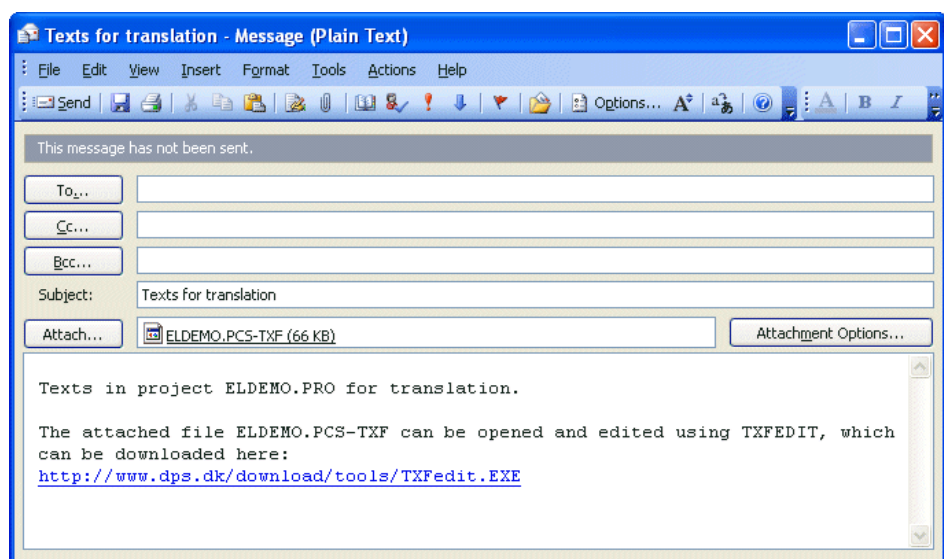 Texts for translation - Message (Plain Text)
File Edit View Insert Format Tools Actions Help
Send Options... A B I
This message has not been sent.
To...
Cc...
Bcc...
Subject: Texts for translation
Attach... ELDEMO.PCS-TXF (66 KB) Attachment Options...
Texts in project ELDEMO.PRO for translation.
The attached file ELDEMO.PCS-TXF can be opened and edited using TXFEDIT, which
can be downloaded here:
http://www.dps.dk/download/tools/TXFedit.EXE